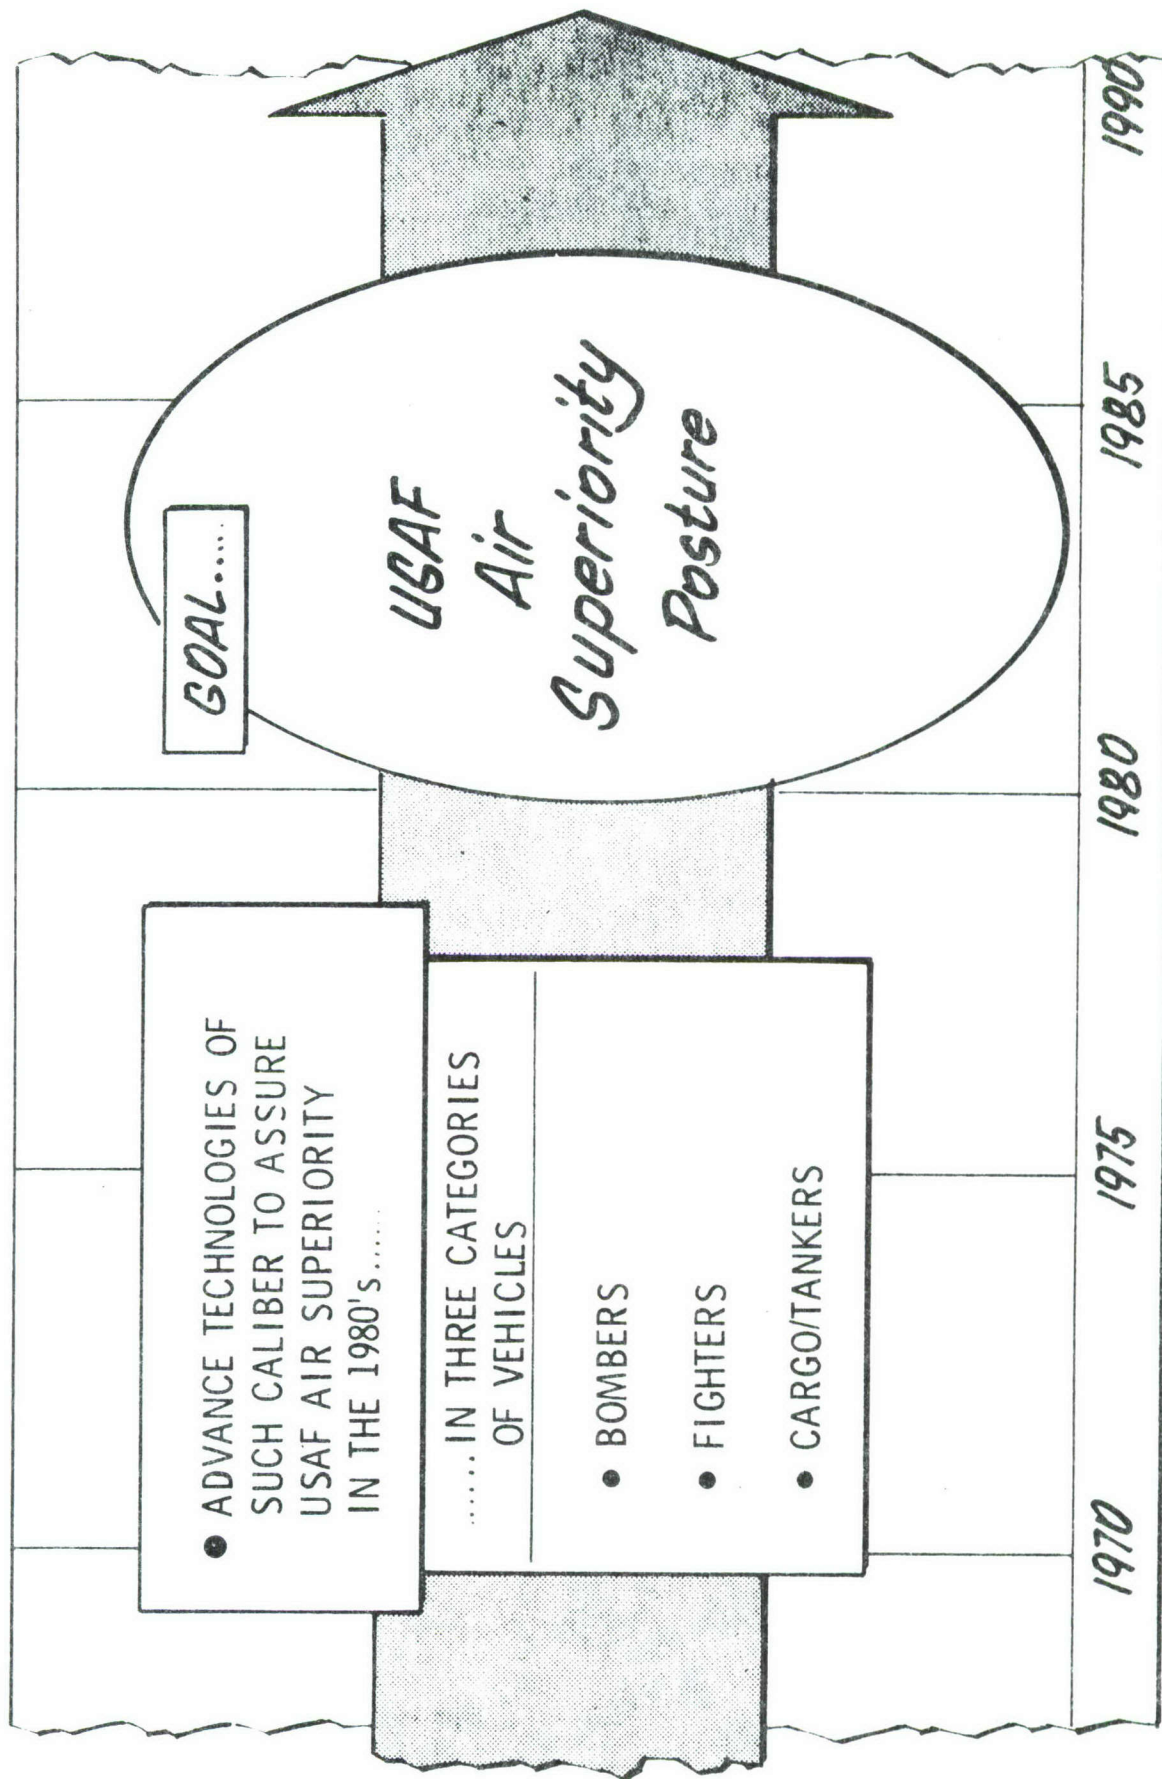 ● ADVANCE TECHNOLOGIES OF
SUCH CALIBER TO ASSURE
USAF AIR SUPERIORITY
IN THE 1980's.......
...... IN THREE CATEGORIES
OF VEHICLES
● BOMBERS
● FIGHTERS
● CARGO/TANKERS
GOAL.....
USAF
Air
Superiority
Posture
1970
1975
1980
1985
1990